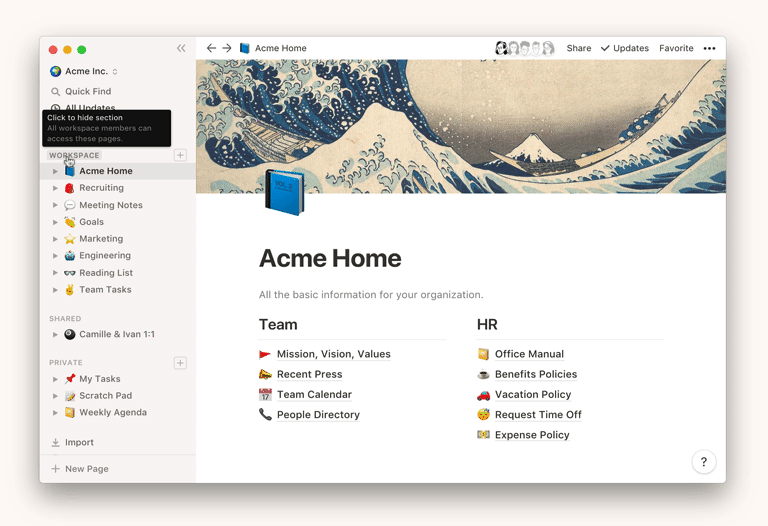 Acme Home
Share
Updates
Favorite
Acme Inc.
Quick Find
All Updates
Click to hide section
All workspace members can
access these pages.
WORKSPACE
Acme Home
Recruiting
Meeting Notes
Goals
Marketing
Engineering
Reading List
Team Tasks
SHARED
Camille & Ivan 1:1
PRIVATE
My Tasks
Scratch Pad
Weekly Agenda
Import
New Page
VOL. 2
Acme Home
All the basic information for your organization.
Team
Mission, Vision, Values
Recent Press
Team Calendar
People Directory
HR
Office Manual
Benefits Policies
Vacation Policy
Request Time Off
Expense Policy
?